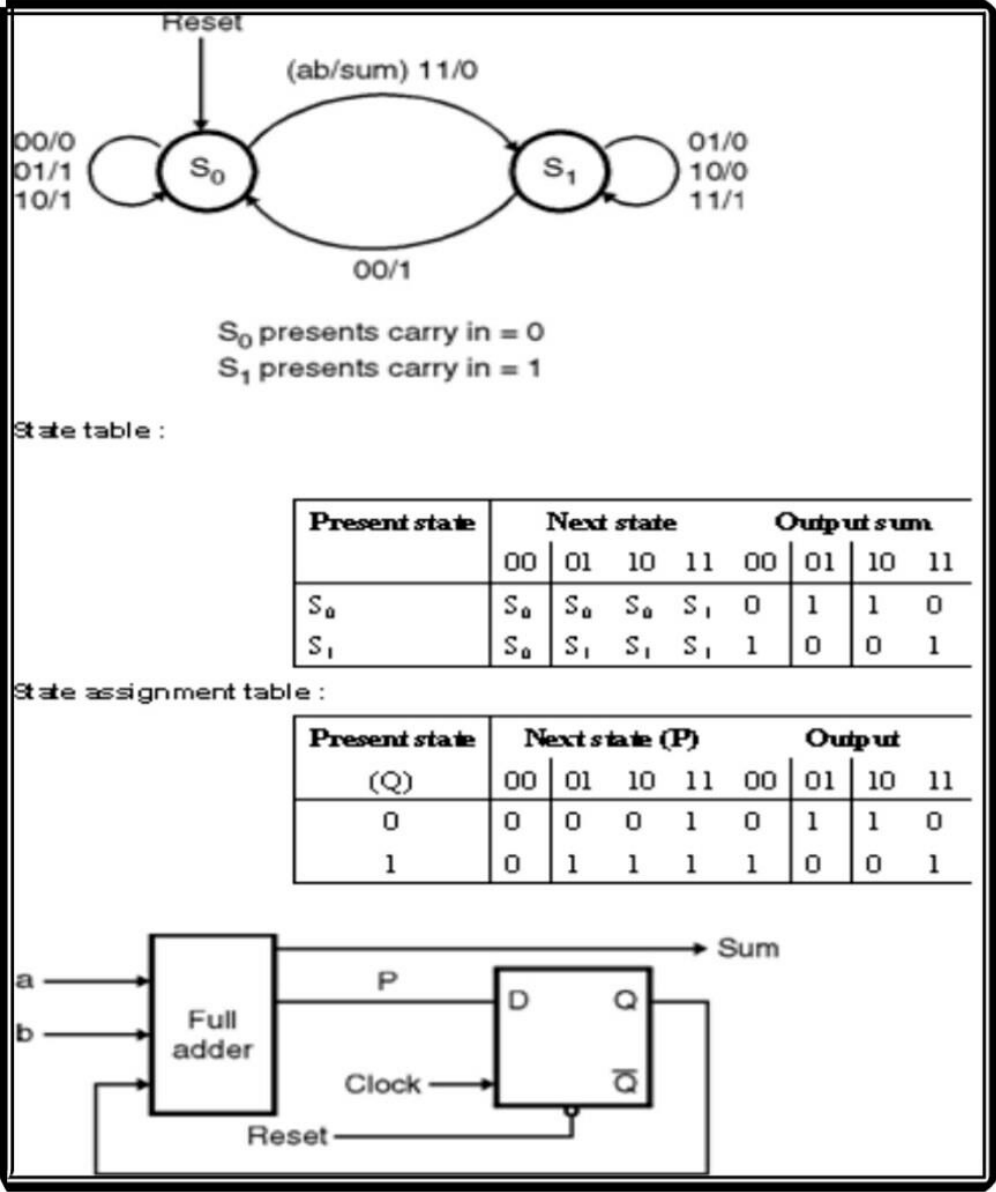 Reset
(ab/sum) 11/0
00/0
01/1
10/1
S₀
S₁
01/0
10/0
11/1
00/1
S₀ presents carry in = 0
S₁ presents carry in = 1
State table :
Present state Next state Output sum
00 01 10 11 00 01 10 11
S₀ S₀ S₀ S₀ S₁ 0 1 1 0
S₁ S₀ S₁ S₁ S₁ 1 0 0 1
State assignment table :
Present state Next state (P) Output
(Q) 00 01 10 11 00 01 10 11
0 0 0 0 1 0 1 1 0
1 0 1 1 1 1 0 0 1
Sum
a
P
D Q
b
Full
adder
Clock
Q̅
Reset